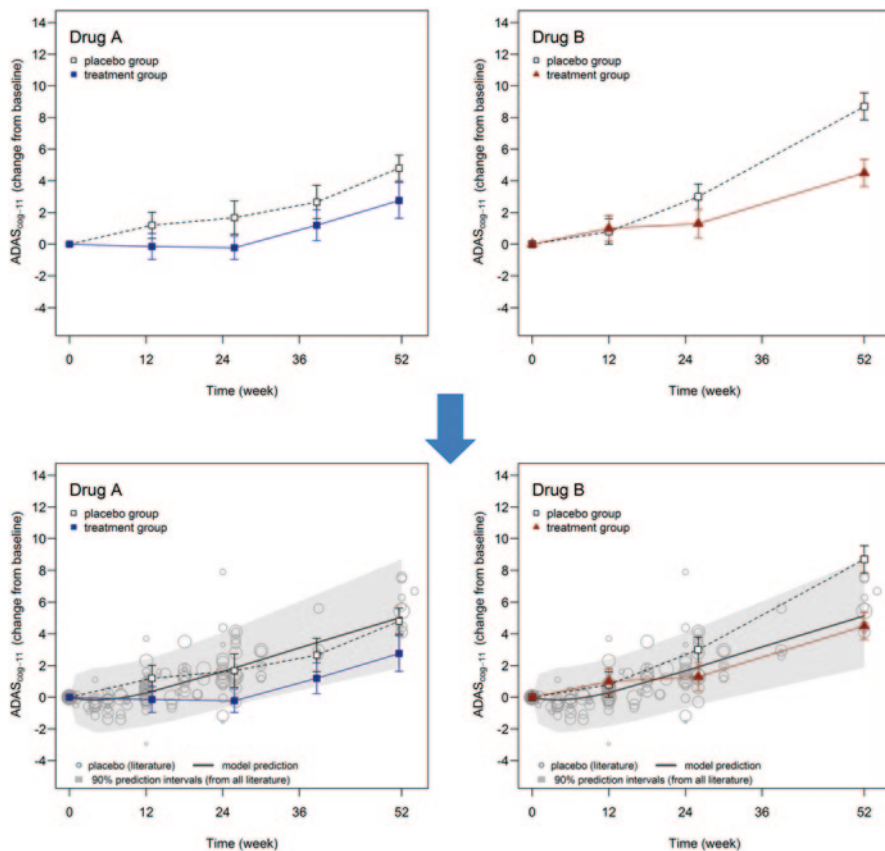 Drug A
placebo group
treatment group
ADAScog-11 (change from baseline)
14
12
10
8
6
4
2
0
-2
-4
0 12 24 36 52
Time (week)
Drug B
placebo group
treatment group
ADAScog-11 (change from baseline)
14
12
10
8
6
4
2
0
-2
-4
0 12 24 36 52
Time (week)
Drug A
placebo group
treatment group
ADAScog-11 (change from baseline)
14
12
10
8
6
4
2
0
-2
-4
placebo (literature) model prediction
90% prediction intervals (from all literature)
0 12 24 36 52
Time (week)
Drug B
placebo group
treatment group
ADAScog-11 (change from baseline)
14
12
10
8
6
4
2
0
-2
-4
placebo (literature) model prediction
90% prediction intervals (from all literature)
0 12 24 36 52
Time (week)